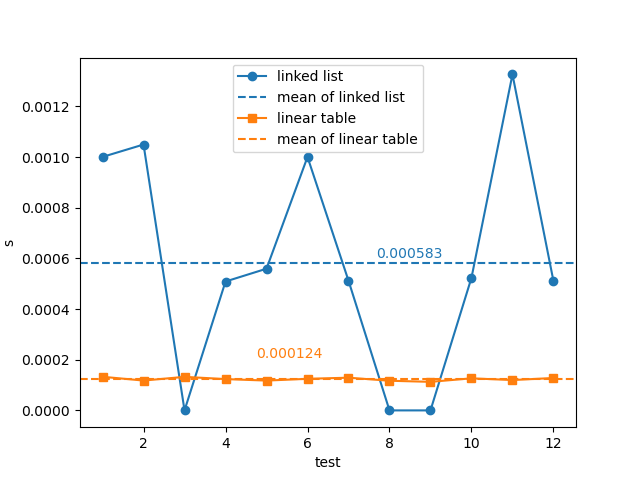 linked list
mean of linked list
linear table
mean of linear table
0.0012
0.0010
0.0008
0.0006
0.0004
0.0002
0.0000
s
0.000583
0.000124
2 4 6 8 10 12
test